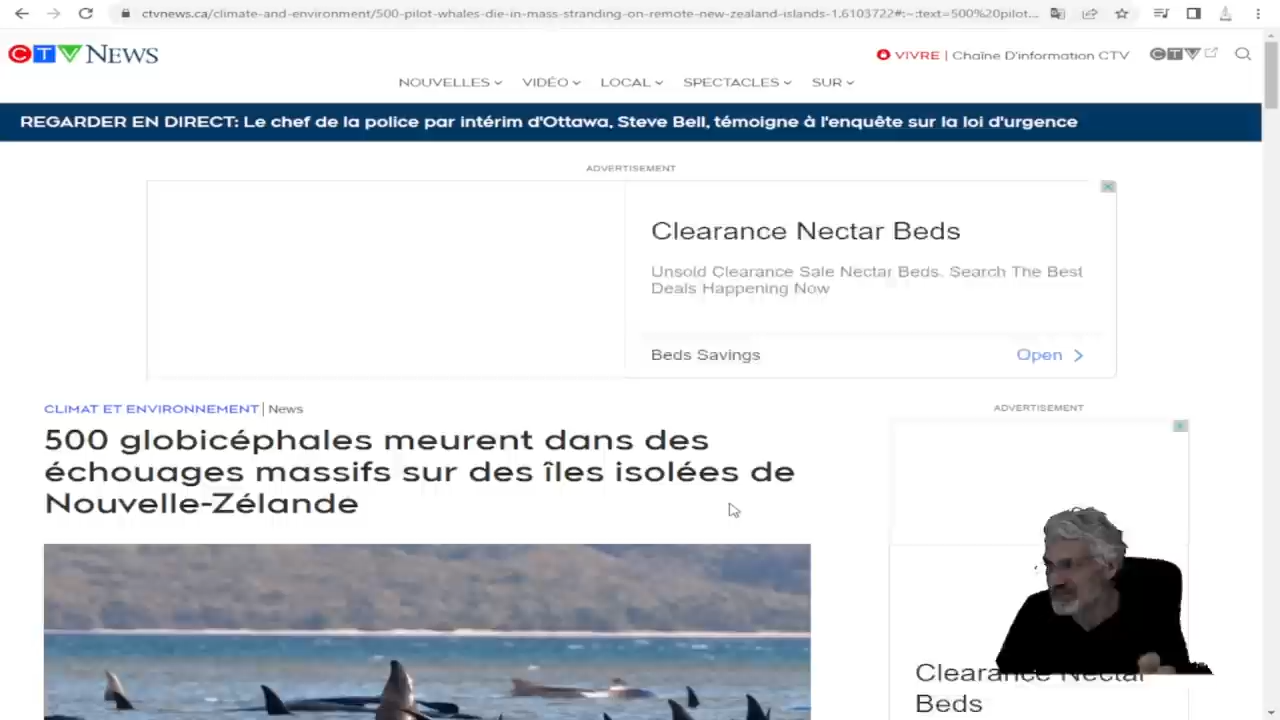 ctvnews.ca/climate-and-environment/500-pilot-whales-die-in-mass-stranding-on-remote-new-zealand-islands-1.6103722#:~:text=500%20pilot...
CTV NEWS
VIVRE | Chaîne D'information CTV
CTV
NOUVELLES
VIDÉO
LOCAL
SPECTACLES
SUR
REGARDER EN DIRECT: Le chef de la police par intérim d'Ottawa, Steve Bell, témoigne à l'enquête sur la loi d'urgence
ADVERTISEMENT
Clearance Nectar Beds
Unsold Clearance Sale Nectar Beds. Search The Best
Deals Happening Now
Beds Savings
Open
CLIMAT ET ENVIRONNEMENT | News
500 globicéphales meurent dans des
échouages massifs sur des îles isolées de
Nouvelle-Zélande
ADVERTISEMENT
Clearance Nectar
Beds